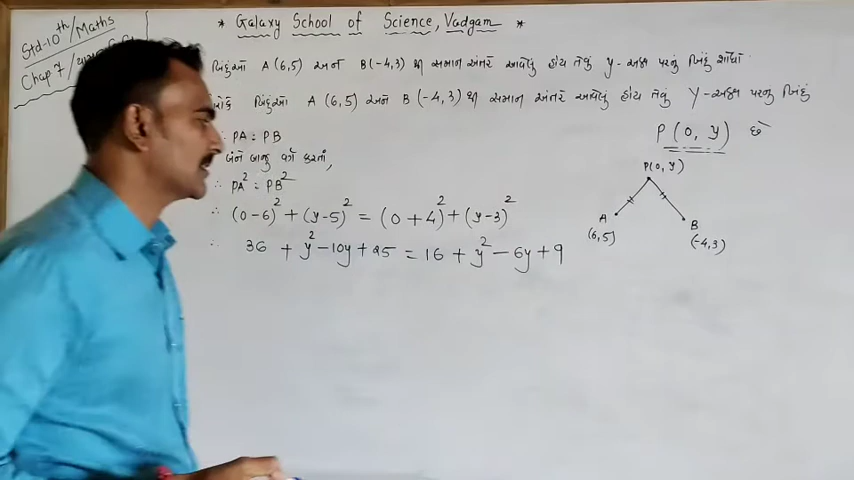 * Galaxy School of Science, Vadgam *
Std-10th/Maths
Chap 7/
બિંદુઓ A(6,5) અને B(-4,3) થી સમાન અંતરે આવેલું હોય તેવું y-અક્ષ પરનું બિંદુ શોધો
બિંદુઓ A (6,5) અને B (-4,3) થી સમાન અંતરે આવેલું હોય તેવું Y-અક્ષ પરનુ બિંદુ
P(0, y) છે
∴ PA = PB
બંને બાજુ વર્ગ કરતાં,
∴ PA² = PB²
∴ (0-6)² + (y-5)² = (0+4)² + (y-3)²
∴ 36 + y² - 10y + 25 = 16 + y² - 6y + 9
P(0, y)
A B
(6,5) (-4,3)